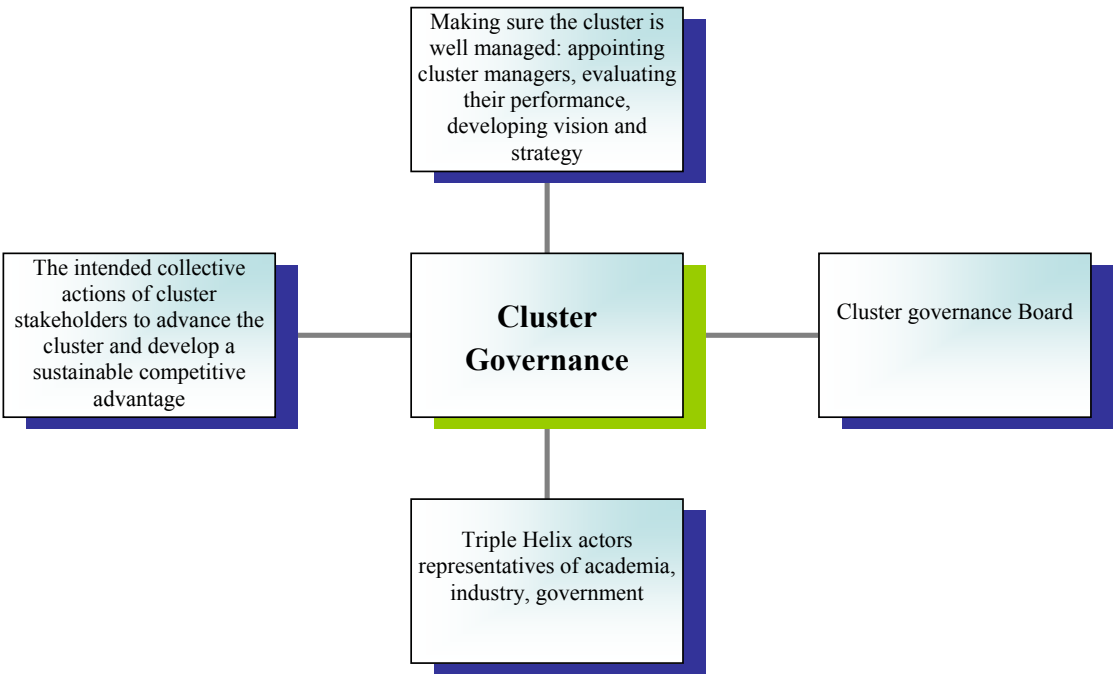 Making sure the cluster is
well managed: appointing
cluster managers, evaluating
their performance,
developing vision and
strategy
The intended collective
actions of cluster
stakeholders to advance the
cluster and develop a
sustainable competitive
advantage
Cluster
Governance
Cluster governance Board
Triple Helix actors
representatives of academia,
industry, government